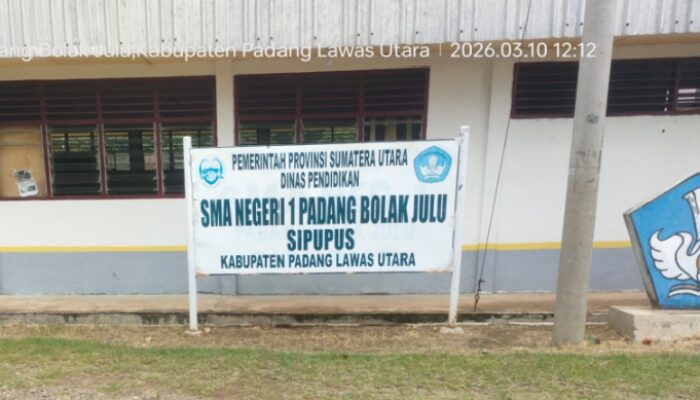 ang Bolak Julu,Kabupaten Padang Lawas Utara | 2026.03.10 12:12
PEMERINTAH PROVINSI SUMATERA UTARA
DINAS PENDIDIKAN
SMA NEGERI 1 PADANG BOLAK JULU
SIPUPUS
KABUPATEN PADANG LAWAS UTARA